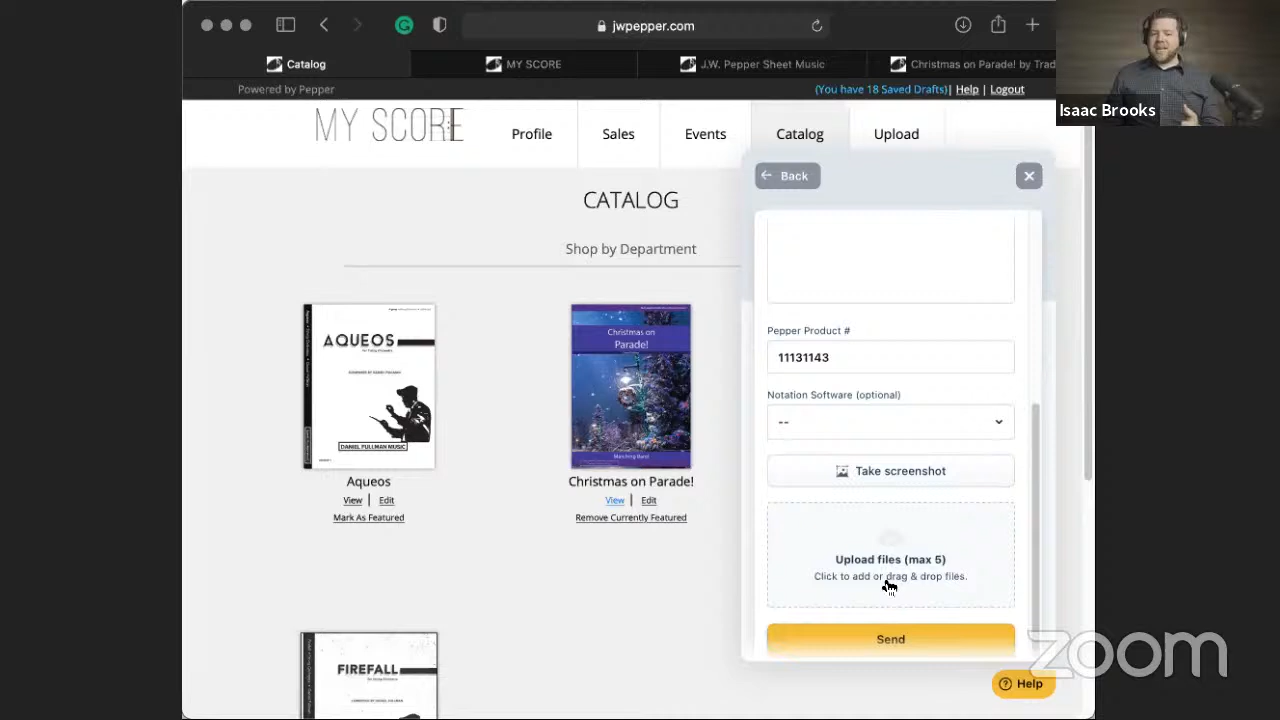 jwpepper.com
Catalog
MY SCORE
J.W. Pepper Sheet Music
Christmas on Parade! by Trad
Powered by Pepper
(You have 18 Saved Drafts)| Help | Logout
Isaac Brooks
MY SCORE
Profile
Sales
Events
Catalog
Upload
Back
CATALOG
Shop by Department
AQUEOS
DANIEL PULLMAN MUSIC
Aqueos
View | Edit
Mark As Featured
Christmas on
Parade!
Marching Band
Christmas on Parade!
View | Edit
Remove Currently Featured
FIREFALL
Pepper Product #
11131143
Notation Software (optional)
--
Take screenshot
Upload files (max 5)
Click to add or drag & drop files.
Send
Help
zoom